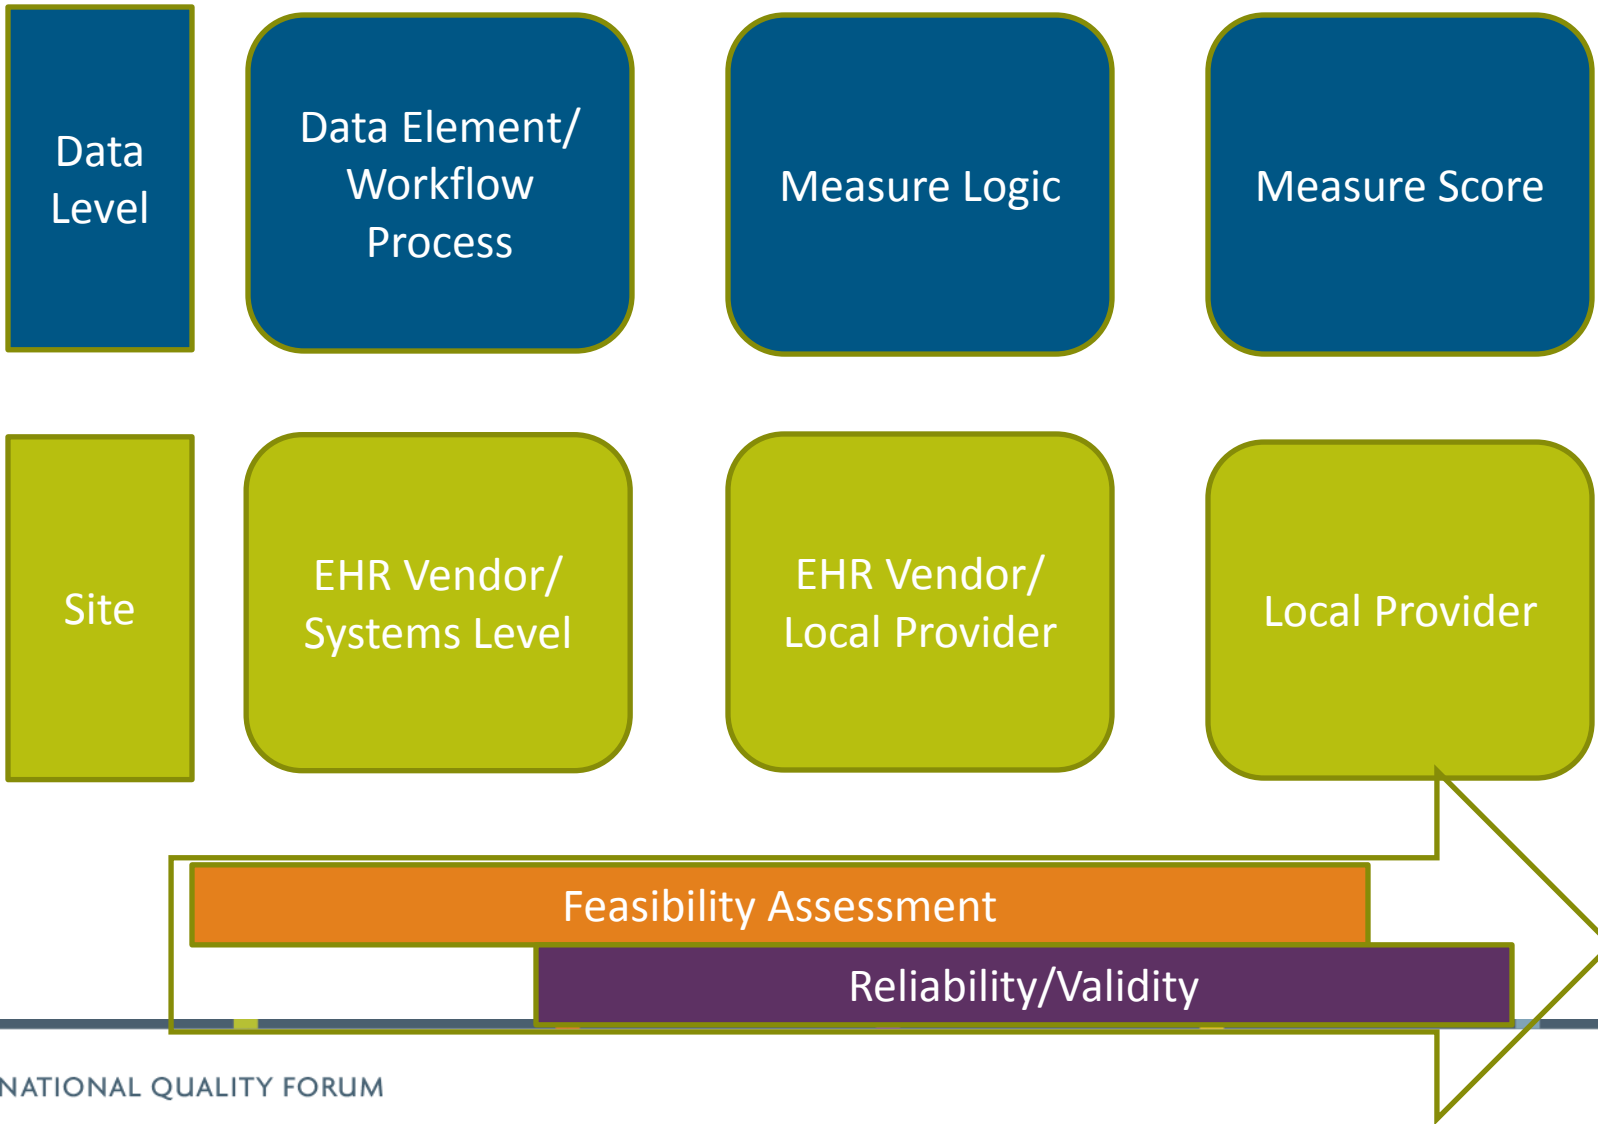 Data
Level
Data Element/
Workflow
Process
Measure Logic
Measure Score
Site
EHR Vendor/
Systems Level
EHR Vendor/
Local Provider
Local Provider
Feasibility Assessment
Reliability/Validity
NATIONAL QUALITY FORUM